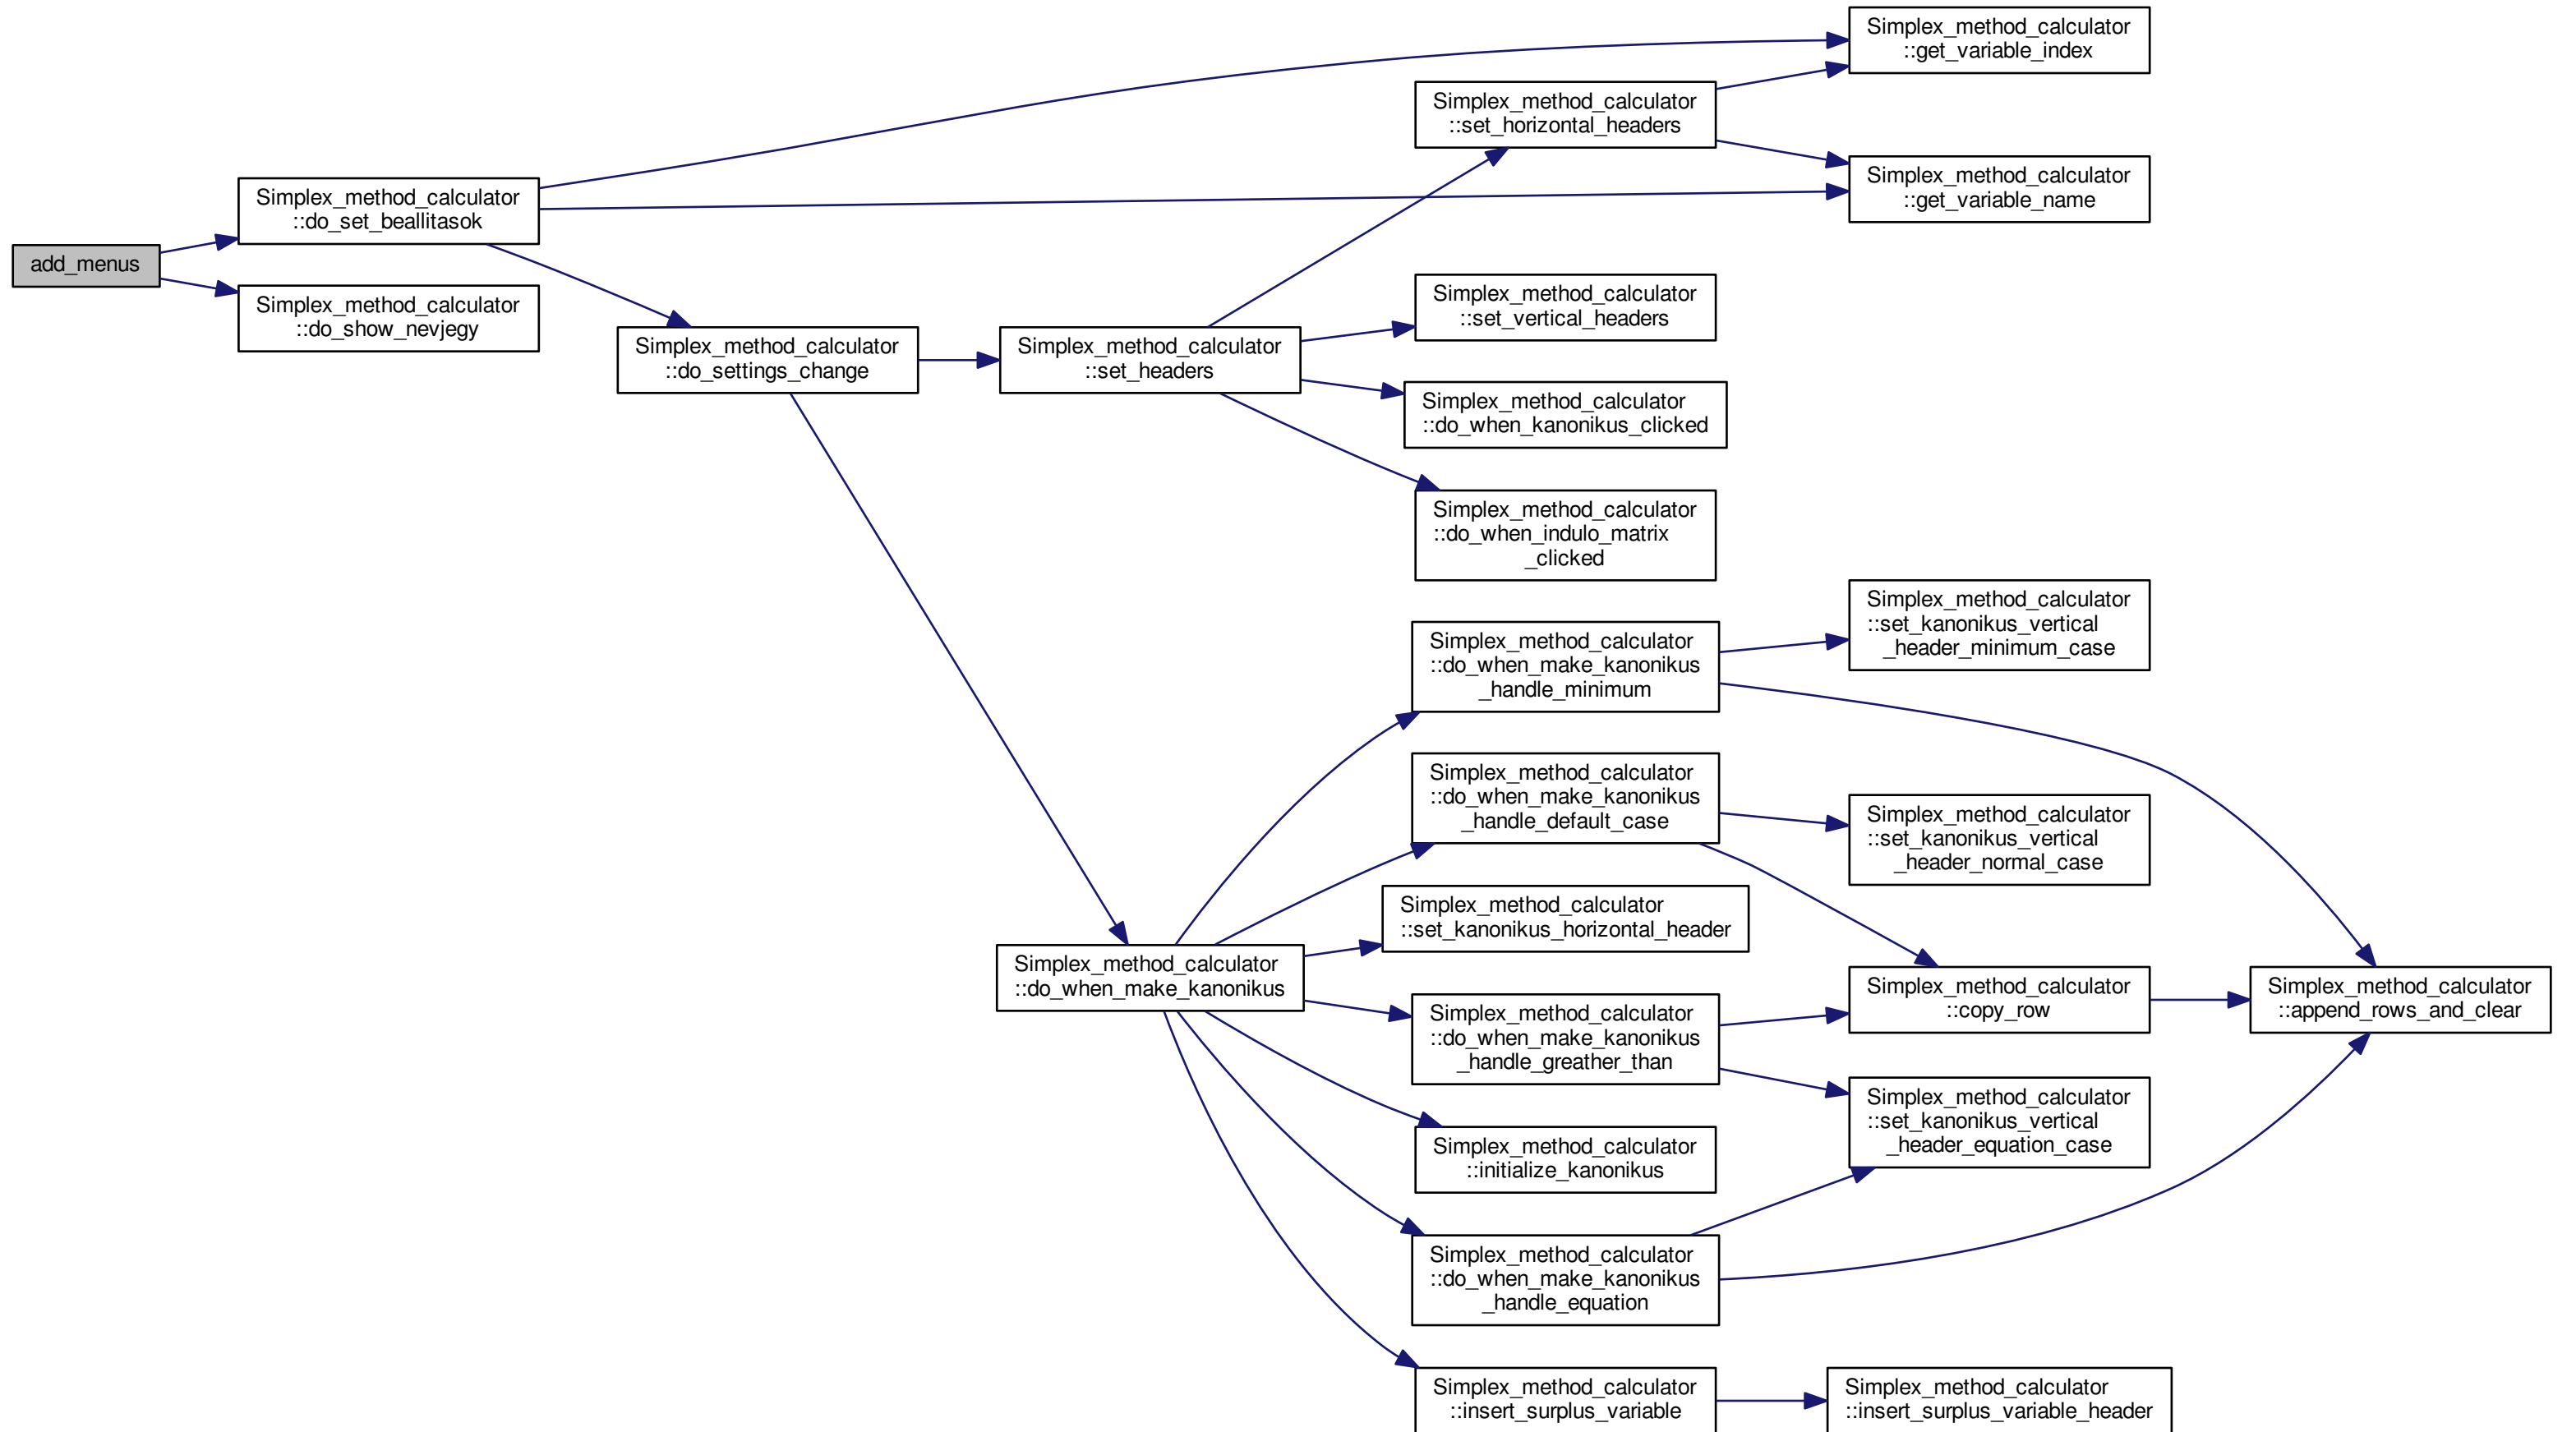 add_menus
Simplex_method_calculator
::do_set_beallitasok
Simplex_method_calculator
::do_show_nevjegy
Simplex_method_calculator
::do_settings_change
Simplex_method_calculator
::set_headers
Simplex_method_calculator
::do_when_make_kanonikus
Simplex_method_calculator
::set_horizontal_headers
Simplex_method_calculator
::set_vertical_headers
Simplex_method_calculator
::do_when_kanonikus_clicked
Simplex_method_calculator
::do_when_indulo_matrix
_clicked
Simplex_method_calculator
::do_when_make_kanonikus
_handle_minimum
Simplex_method_calculator
::do_when_make_kanonikus
_handle_default_case
Simplex_method_calculator
::set_kanonikus_horizontal_header
Simplex_method_calculator
::do_when_make_kanonikus
_handle_greather_than
Simplex_method_calculator
::initialize_kanonikus
Simplex_method_calculator
::do_when_make_kanonikus
_handle_equation
Simplex_method_calculator
::insert_surplus_variable
Simplex_method_calculator
::get_variable_index
Simplex_method_calculator
::get_variable_name
Simplex_method_calculator
::set_kanonikus_vertical
_header_minimum_case
Simplex_method_calculator
::set_kanonikus_vertical
_header_normal_case
Simplex_method_calculator
::copy_row
Simplex_method_calculator
::set_kanonikus_vertical
_header_equation_case
Simplex_method_calculator
::insert_surplus_variable_header
Simplex_method_calculator
::append_rows_and_clear